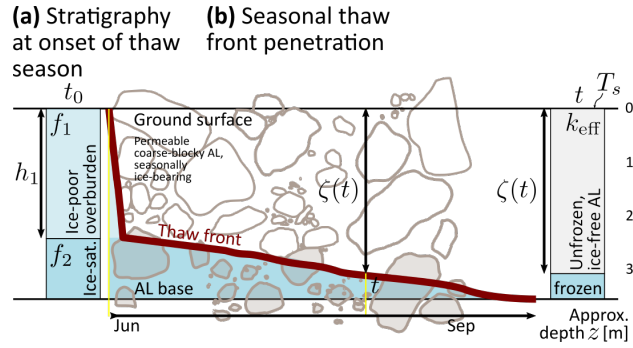 (a) Stratigraphy
at onset of thaw
season
(b) Seasonal thaw
front penetration
t₀
t
Tₛ
f₁
Ground surface
Permeable
coarse-blocky AL,
seasonally
ice-bearing
k_eff
h₁
Ice-poor
overburden
ζ(t)
ζ(t)
Unfrozen,
ice-free AL
0
1
2
3
f₂
Ice-sat.
Thaw front
AL base
t
frozen
Jun
Sep
Approx.
depth z [m]